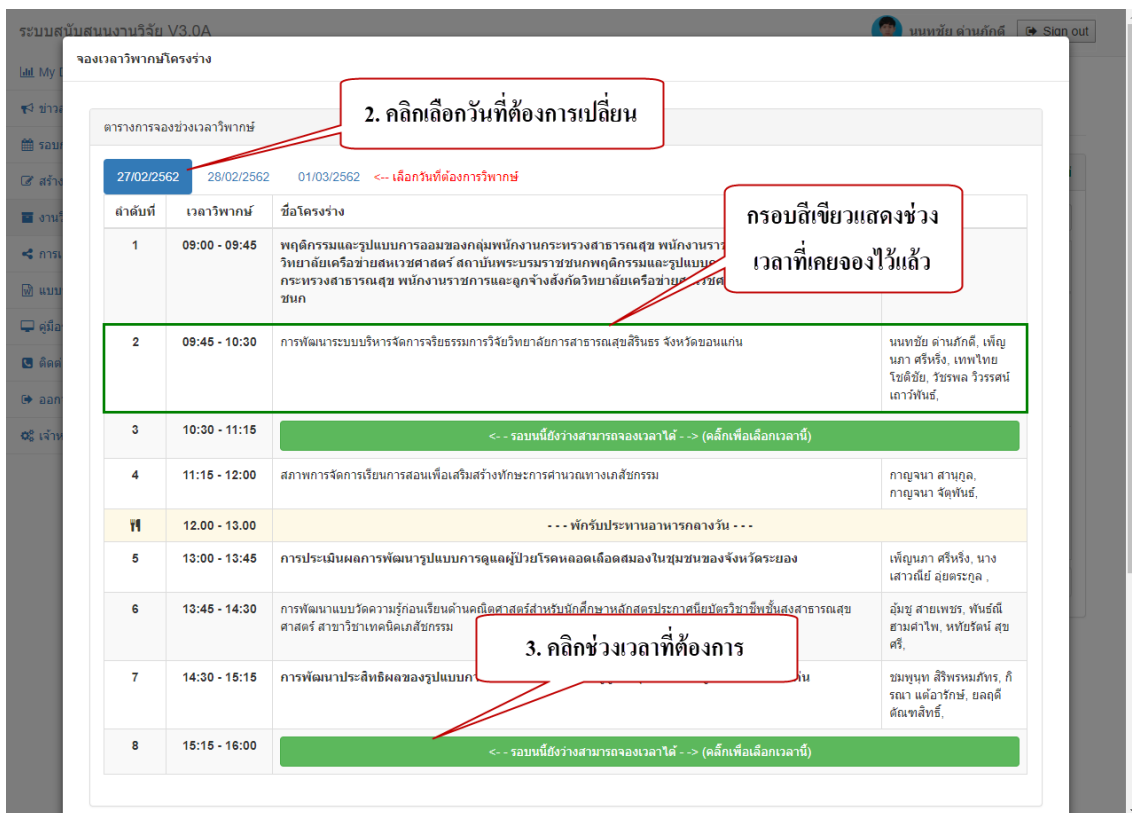 ระบบสนับสนุนงานวิจัย V3.0A
นนทชัย ด่านภักดี
Sign out
จองเวลาวิพากษ์โครงร่าง
My
ตารางการจองช่วงเวลาวิพากษ์
2. คลิกเลือกวันที่ต้องการเปลี่ยน
27/02/2562 28/02/2562 01/03/2562 <-- เลือกวันที่ต้องการวิพากษ์
ลำดับที่ เวลาวิพากษ์ ชื่อโครงร่าง
กรอบสีเขียวแสดงช่วง
เวลาที่เคยจองไว้แล้ว
1 09:00 - 09:45 พฤติกรรมและรูปแบบการออมของกลุ่มพนักงานกระทรวงสาธารณสุข
วิทยาลัยเครือข่ายสหเวชศาสตร์ สถาบันพระบรมราชชนกพฤติกรรมและรูปแบบ
กระทรวงสาธารณสุข พนักงานราชการและลูกจ้างสังกัดวิทยาลัยเครือข่าย
ชนก
2 09:45 - 10:30 การพัฒนาระบบบริหารจัดการจริยธรรมการวิจัยวิทยาลัยการสาธารณสุขสิรินธร จังหวัดขอนแก่น นนทชัย ด่านภักดี, เพ็ญ
นภา ศรีหริ่ง, เทพไทย
โชติชัย, วัชรพล วิวรรศน์
เถาว์พันธ์,
3 10:30 - 11:15 <- - รอบนนี้ยังว่างสามารถจองเวลาได้ - -> (คลิ๊กเพื่อเลือกเวลานี้)
4 11:15 - 12:00 สภาพการจัดการเรียนการสอนเพื่อเสริมสร้างทักษะการคำนวณทางเภสัชกรรม กาญจนา สานุกูล,
กาญจนา จัตุพันธ์,
12.00 - 13.00 - - - พักรับประทานอาหารกลางวัน - - -
5 13:00 - 13:45 การประเมินผลการพัฒนารูปแบบการดูแลผู้ป่วยโรคหลอดเลือดสมองในชุมชนของจังหวัดระยอง เพ็ญนภา ศรีหริ่ง, นาง
เสาวณีย์ อุ่ยตระกูล ,
6 13:45 - 14:30 การพัฒนาแบบวัดความรู้ก่อนเรียนด้านคณิตศาสตร์สำหรับนักศึกษาหลักสูตรประกาศนียบัตรวิชาชีพชั้นสูงสาธารณสุข อุ้มชู สายเพชร, พันธ์ณี
ศาสตร์ สาขาวิชาเทคนิคเภสัชกรรม ฮามคำไพ, หทัยรัตน์ สุข
ศรี,
3. คลิกช่วงเวลาที่ต้องการ
7 14:30 - 15:15 การพัฒนาประสิทธิผลของรูปแบบ ชมพูนุท สิริพรหมภัทร, กิ
รณา แต้อารักษ์, ยลฤดี
ตัณฑสิทธิ์,
8 15:15 - 16:00 <- - รอบนนี้ยังว่างสามารถจองเวลาได้ - -> (คลิ๊กเพื่อเลือกเวลานี้)